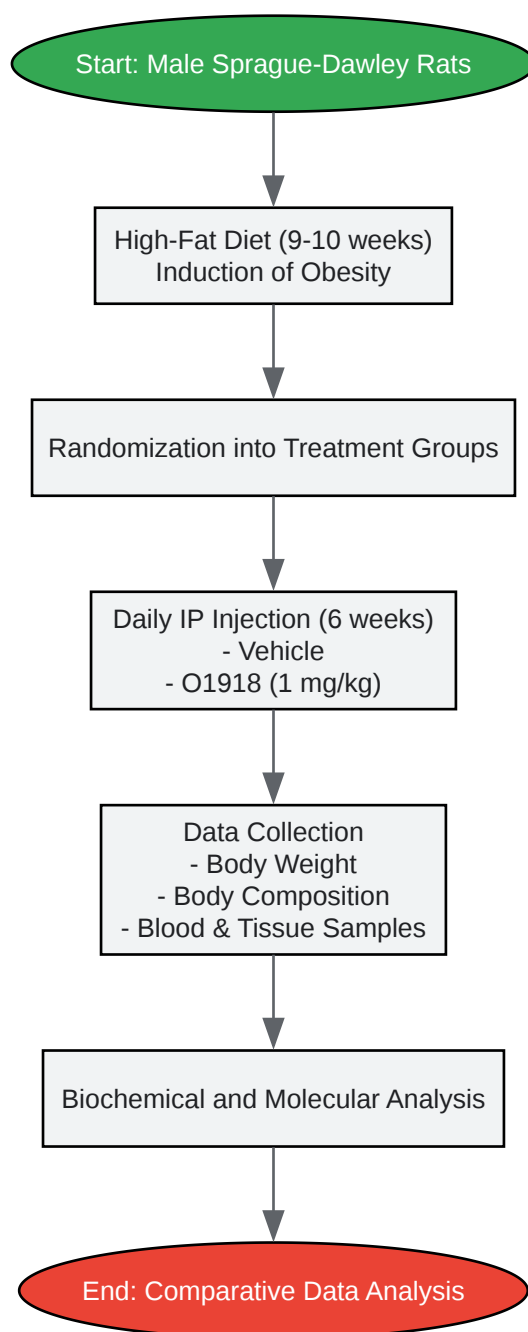 Start: Male Sprague-Dawley Rats
High-Fat Diet (9-10 weeks)
Induction of Obesity
Randomization into Treatment Groups
Daily IP Injection (6 weeks)
- Vehicle
- O1918 (1 mg/kg)
Data Collection
- Body Weight
- Body Composition
- Blood & Tissue Samples
Biochemical and Molecular Analysis
End: Comparative Data Analysis